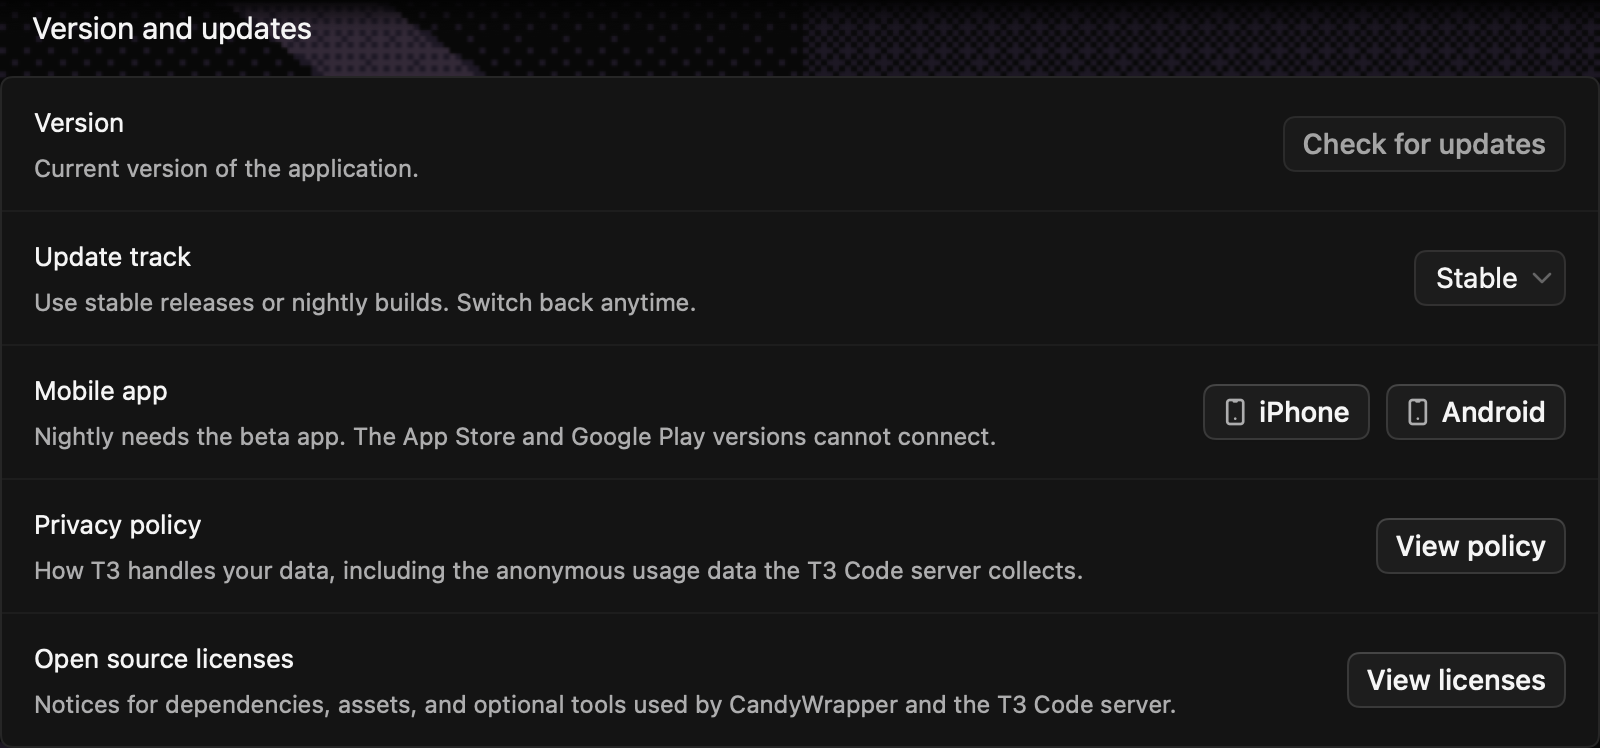 Version and updates
Version
Check for updates
Current version of the application.
Update track
Stable
Use stable releases or nightly builds. Switch back anytime.
Mobile app
iPhone
Android
Nightly needs the beta app. The App Store and Google Play versions cannot connect.
Privacy policy
View policy
How T3 handles your data, including the anonymous usage data the T3 Code server collects.
Open source licenses
View licenses
Notices for dependencies, assets, and optional tools used by CandyWrapper and the T3 Code server.